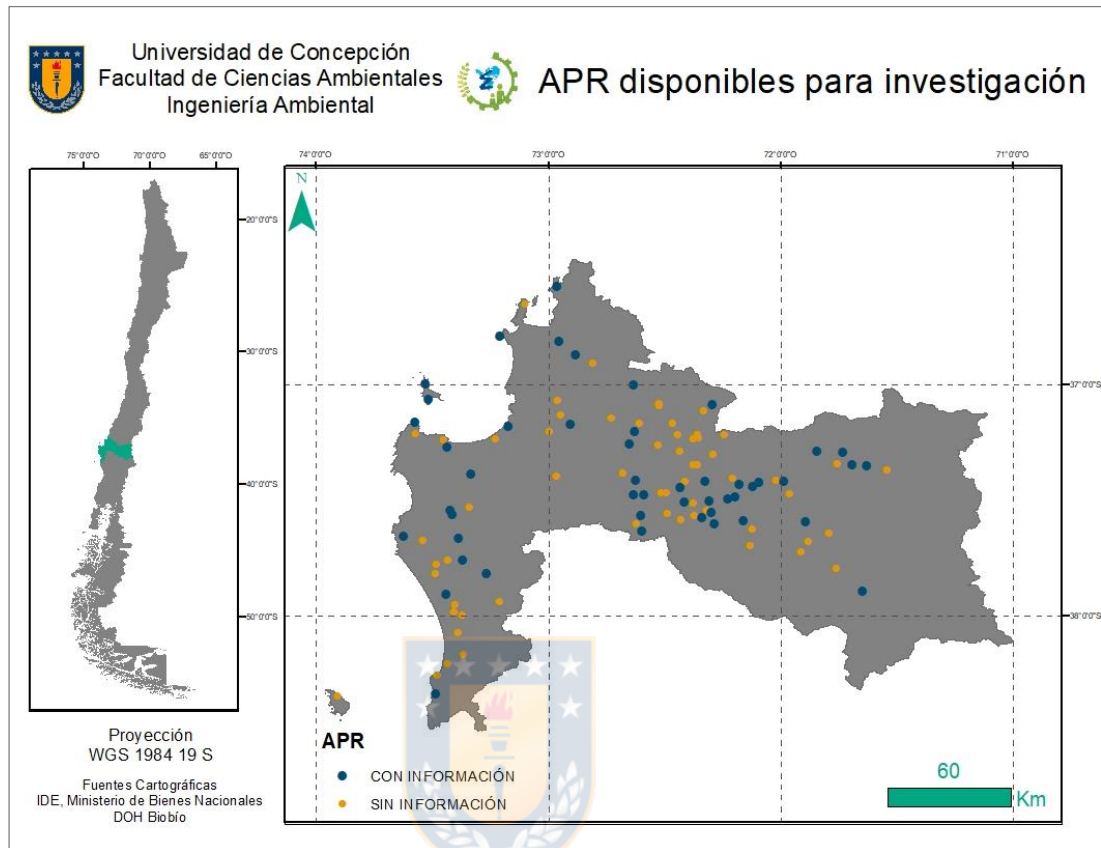 Universidad de Concepción
Facultad de Ciencias Ambientales
Ingeniería Ambiental
APR disponibles para investigación
75°0'0"O
70°0'0"O
65°0'0"O
74°0'0"O
73°0'0"O
72°0'0"O
71°0'0"O
N
20°0'0"S
30°0'0"S
40°0'0"S
50°0'0"S
37°0'0"S
38°0'0"S
Proyección
WGS 1984 19 S
Fuentes Cartográficas
IDE, Ministerio de Bienes Nacionales
DOH Biobío
APR
CON INFORMACIÓN
SIN INFORMACIÓN
60
Km